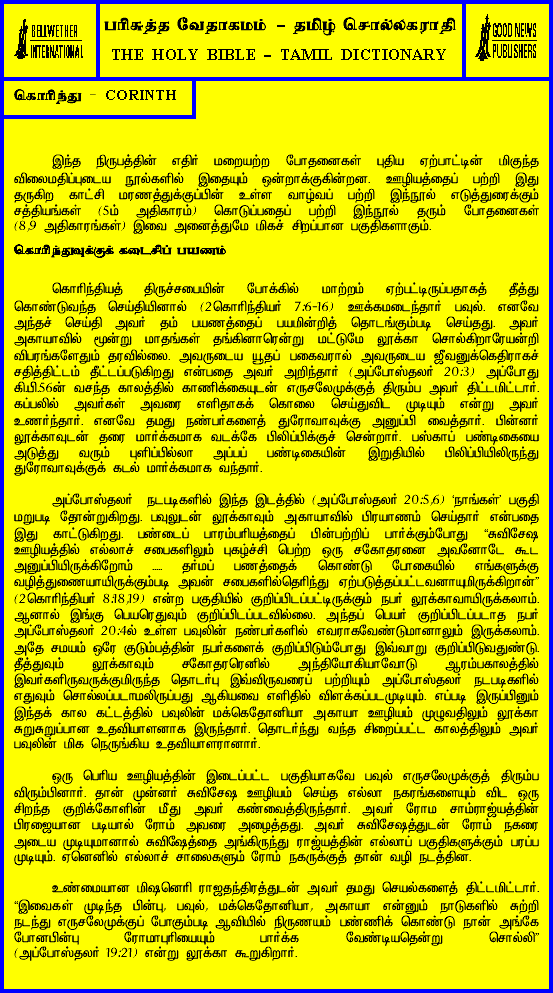 BELLWETHER
INTERNATIONAL
பரிசுத்த வேதாகமம் - தமிழ் சொல்லகராதி
THE HOLY BIBLE - TAMIL DICTIONARY
GOOD NEWS
PUBLISHERS
கொரிந்து - CORINTH
இந்த நிருபத்தின் எதிர் மறையற்ற போதனைகள் புதிய ஏற்பாட்டின் மிகுந்த
விலைமதிப்புடைய நூல்களில் இதையும் ஒன்றாக்குகின்றன. ஊழியத்தைப் பற்றி இது
தருகிற காட்சி மரணத்துக்குப்பின் உள்ள வாழ்வப் பற்றி இந்நூல் எடுத்துரைக்கும்
சத்தியங்கள் (5ம் அதிகாரம்) கொடுப்பதைப் பற்றி இந்நூல் தரும் போதனைகள்
(8,9 அதிகாரங்கள்) இவை அனைத்துமே மிகச் சிறப்பான பகுதிகளாகும்.
கொரிந்துவுக்குக் கடைசிப் பயணம்
கொரிந்தியத் திருச்சபையின் போக்கில் மாற்றம் ஏற்பட்டிருப்பதாகத் தீத்து
கொண்டுவந்த செய்தியினால் (2கொரிந்தியர் 7:6-16) ஊக்கமடைந்தார் பவுல். எனவே
அந்தச் செய்தி அவர் தம் பயணத்தைப் பயமின்றித் தொடங்கும்படி செய்தது. அவர்
அகாயாவில் மூன்று மாதங்கள் தங்கினாரென்று மட்டுமே லூக்கா சொல்கிறாரேயன்றி
விபரங்களேதும் தரவில்லை. அவருடைய யூதப் பகைவரால் அவருடைய ஜீவனுக்கெதிராகச்
சதித்திட்டம் தீட்டப்படுகிறது என்பதை அவர் அறிந்தார் (அப்போஸ்தலர் 20:3) அப்போது
கி.பி.56ன் வசந்த காலத்தில் காணிக்கையுடன் எருசலேமுக்குத் திரும்ப அவர் திட்டமிட்டார்.
கப்பலில் அவர்கள் அவரை எளிதாகக் கொலை செய்துவிட முடியும் என்று அவர்
உணர்ந்தார். எனவே தமது நண்பர்களைத் துரோவாவுக்கு அனுப்பி வைத்தார். பின்னர்
லூக்காவுடன் தரை மார்க்கமாக வடக்கே பிலிப்பிக்குச் சென்றார். பஸ்காப் பண்டிகையை
அடுத்து வரும் புளிப்பில்லா அப்பப் பண்டிகையின் இறுதியில் பிலிப்பியிலிருந்து
துரோவாவுக்குக் கடல் மார்க்கமாக வந்தார்.
அப்போஸ்தலர் நடபடிகளில் இந்த இடத்தில் (அப்போஸ்தலர் 20:5,6) ‘நாங்கள்’ பகுதி
மறுபடி தோன்றுகிறது. பவுலுடன் லூக்காவும் அகாயாவில் பிரயாணம் செய்தார் என்பதை
இது காட்டுகிறது. பண்டைப் பாரம்பரியத்தைப் பின்பற்றிப் பார்க்கும்போது “சுவிசேஷ
ஊழியத்தில் எல்லாச் சபைகளிலும் புகழ்ச்சி பெற்ற ஒரு சகோதரனை அவனோடே கூட
அனுப்பியிருக்கிறோம் ..... தர்மப் பணத்தைக் கொண்டு போகையில் எங்களுக்கு
வழித்துணையாயிருக்கும்படி அவன் சபைகளில்தெரிந்து ஏற்படுத்தப்பட்டவனாயுமிருக்கிறான்”
(2கொரிந்தியர் 8:18,19) என்ற பகுதியில் குறிப்பிடப்பட்டிருக்கும் நபர் லூக்காவாயிருக்கலாம்.
ஆனால் இங்கு பெயரெதுவும் குறிப்பிடப்படவில்லை. அந்தப் பெயர் குறிப்பிடப்படாத நபர்
அப்போஸ்தலர் 20:4ல் உள்ள பவுலின் நண்பர்களில் எவராகவேண்டுமானாலும் இருக்கலாம்.
அதே சமயம் ஒரே குடும்பத்தின் நபர்களைக் குறிப்பிடும்போது இவ்வாறு குறிப்பிடுவதுண்டு.
தீத்துவும் லூக்காவும் சகோதரரெனில் அந்தியோகியாவோடு ஆரம்பகாலத்தில்
இவர்களிருவருக்குமிருந்த தொடர்பு இவ்விருவரைப் பற்றியும் அப்போஸ்தலர் நடபடிகளில்
எதுவும் சொல்லப்படாமலிருப்பது ஆகியவை எளிதில் விளக்கப்படமுடியும். எப்படி இருப்பினும்
இந்தக் கால கட்டத்தில் பவுலின் மக்கெதோனியா அகாயா ஊழியம் முழுவதிலும் லூக்கா
சுறுசுறுப்பான உதவியாளனாக இருந்தார். தொடர்ந்து வந்த சிறைப்பட்ட காலத்திலும் அவர்
பவுலின் மிக நெருங்கிய உதவியாளரானார்.
ஒரு பெரிய ஊழியத்தின் இடைப்பட்ட பகுதியாகவே பவுல் எருசலேமுக்குத் திரும்ப
விரும்பினார். தான் முன்னர் சுவிசேஷ ஊழியம் செய்த எல்லா நகரங்களையும் விட ஒரு
சிறந்த குறிக்கோளின் மீது அவர் கண்வைத்திருந்தார். அவர் ரோம சாம்ராஜ்யத்தின்
பிரஜையான படியால் ரோம் அவரை அழைத்தது. அவர் சுவிசேஷத்துடன் ரோம் நகரை
அடைய முடியுமானால் சுவிஷேத்தை அங்கிருந்து ராஜ்யத்தின் எல்லாப் பகுதிகளுக்கும் பரப்ப
முடியும். ஏனெனில் எல்லாச் சாலைகளும் ரோம் நகருக்குத் தான் வழி நடத்தின.
உண்மையான மிஷனெரி ராஜதந்திரத்துடன் அவர் தமது செயல்களைத் திட்டமிட்டார்.
“இவைகள் முடிந்த பின்பு, பவுல், மக்கெதோனியா, அகாயா என்னும் நாடுகளில் சுற்றி
நடந்து எருசலேமுக்குப் போகும்படி ஆவியில் நிருணயம் பண்ணிக் கொண்டு நான் அங்கே
போனபின்பு ரோமாபுரியையும் பார்க்க வேண்டியதென்று சொல்லி”
(அப்போஸ்தலர் 19:21) என்று லூக்கா கூறுகிறார்.